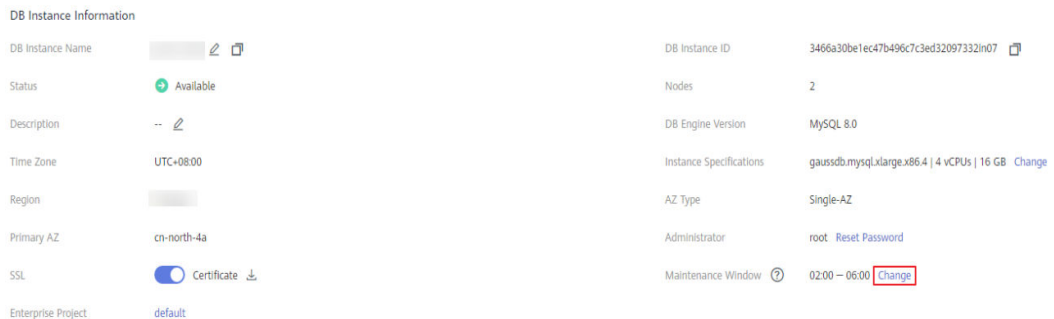 DB Instance Information
DB Instance Name
DB Instance ID 3466a30be1ec47b496c7c3ed32097332in07
Status Available
Nodes 2
Description --
DB Engine Version MySQL 8.0
Time Zone UTC+08:00
Instance Specifications gaussdb.mysql.xlarge.x86.4 | 4 vCPUs | 16 GB Change
Region
AZ Type Single-AZ
Primary AZ cn-north-4a
Administrator root Reset Password
SSL Certificate
Maintenance Window ? 02:00 — 06:00 Change
Enterprise Project default